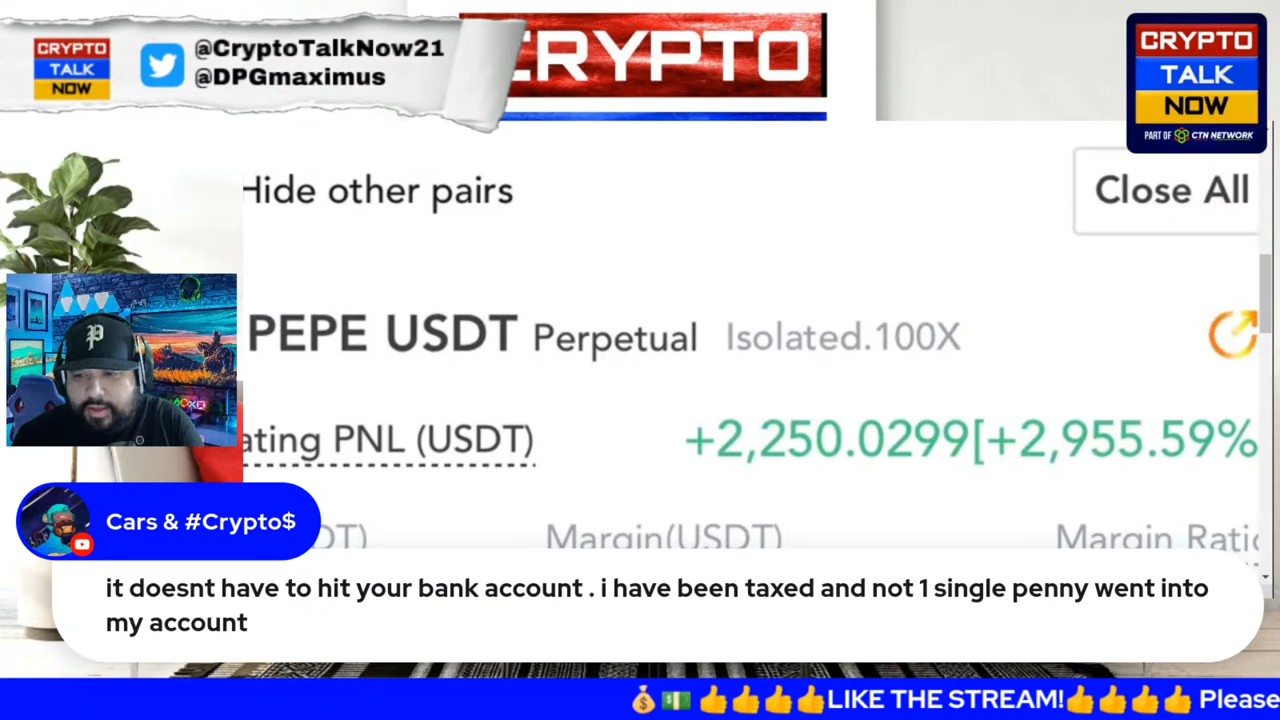 CRYPTO
TALK
NOW
@CryptoTalkNow21
@DPGmaximus
CRYPTO
CRYPTO
TALK
NOW
PART OF CTN NETWORK
Hide other pairs
Close All
P
PEPE USDT Perpetual Isolated.100X
ating PNL (USDT)
+2,250.0299[+2,955.59%
DT)
Margin(USDT)
Margin Ratio
Cars & #Crypto$
it doesnt have to hit your bank account . i have been taxed and not 1 single penny went into
my account
💰 💵 👍👍👍👍LIKE THE STREAM!👍👍👍👍 Please